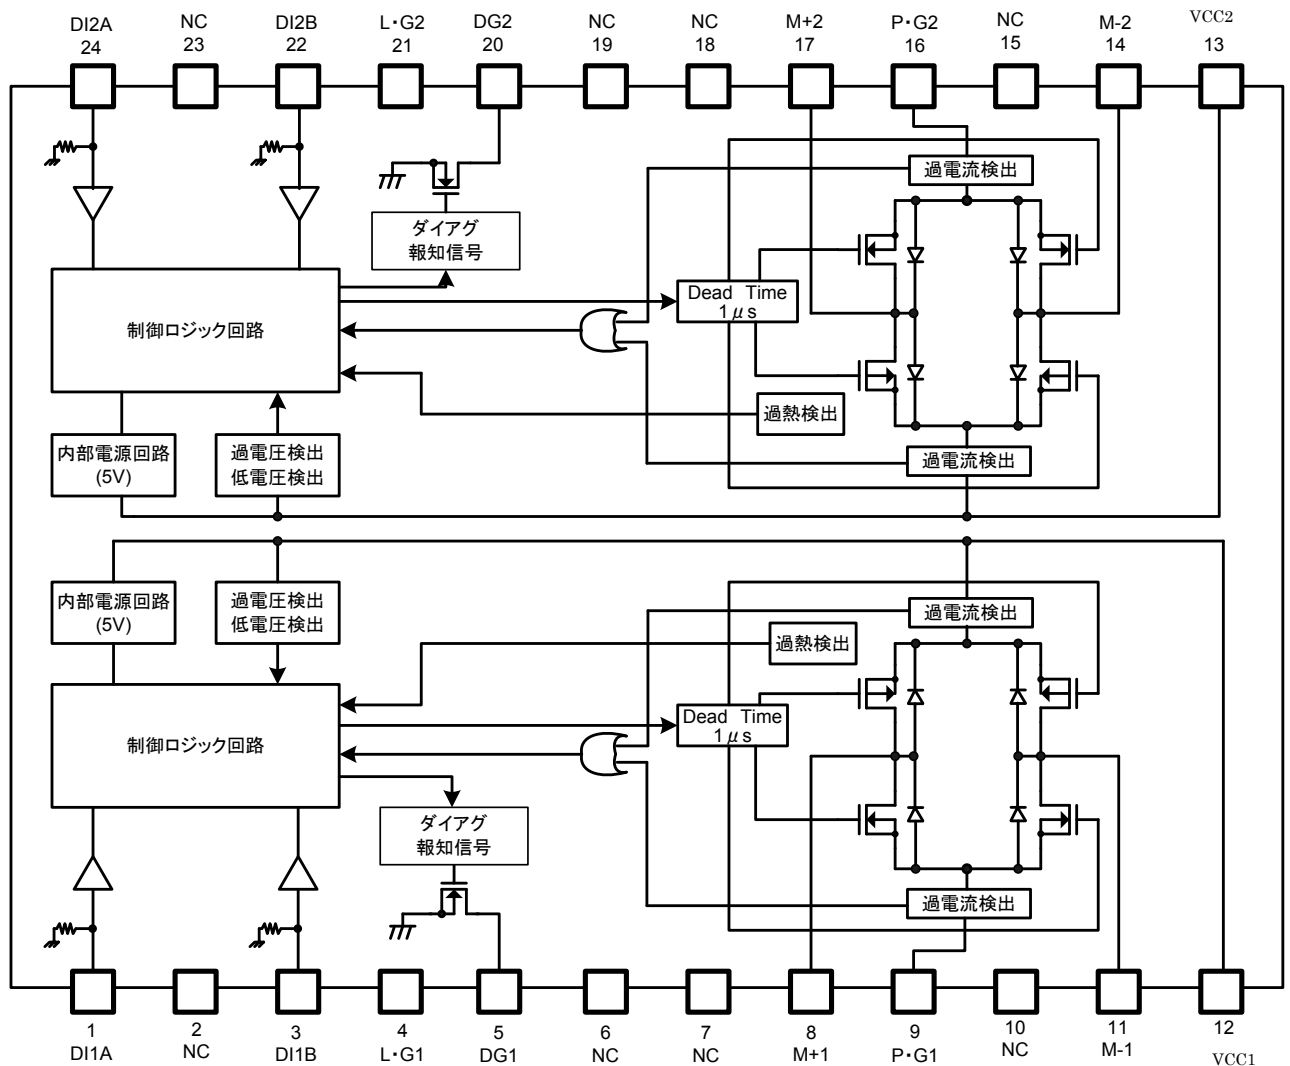 DI2A
24
NC
23
DI2B
22
L・G2
21
DG2
20
NC
19
NC
18
M+2
17
P・G2
16
NC
15
M-2
14
VCC2
13
過電流検出
ダイアグ
報知信号
制御ロジック回路
Dead Time
1μs
過熱検出
内部電源回路
(5V)
過電圧検出
低電圧検出
過電流検出
内部電源回路
(5V)
過電圧検出
低電圧検出
過電流検出
過熱検出
制御ロジック回路
Dead Time
1μs
ダイアグ
報知信号
過電流検出
1
DI1A
2
NC
3
DI1B
4
L・G1
5
DG1
6
NC
7
NC
8
M+1
9
P・G1
10
NC
11
M-1
12
VCC1